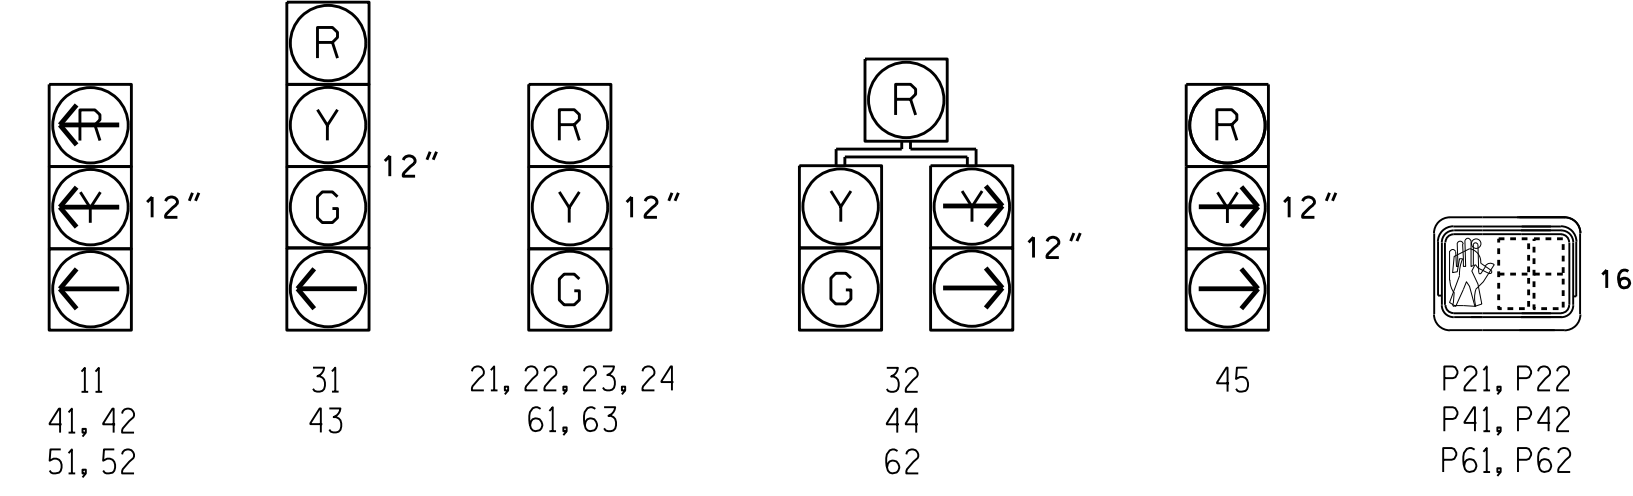 R
Y
12"
11
41, 42
51, 52
R
Y
G
12"
31
43
R
Y
G
12"
21, 22, 23, 24
61, 63
R
Y Y
G
12"
32
44
62
R
Y
12"
45
16
P21, P22
P41, P42
P61, P62